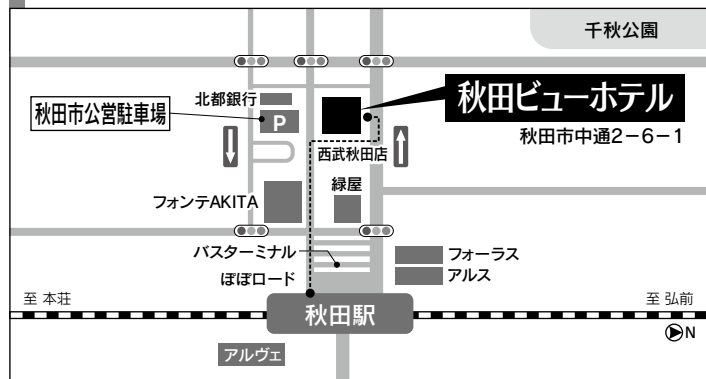 千秋公園
北都銀行
秋田市公営駐車場
P
秋田ビューホテル
秋田市中通2-6-1
西武秋田店
緑屋
フォンテAKITA
バスターミナル
フォーラス
ぽぽロード
アルス
至 本荘
秋田駅
至 弘前
N
アルヴェ